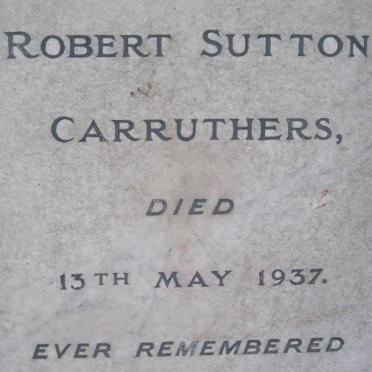 ROBERT SUTTON
CARRUTHERS,
DIED
13TH MAY 1937.
EVER REMEMBERED